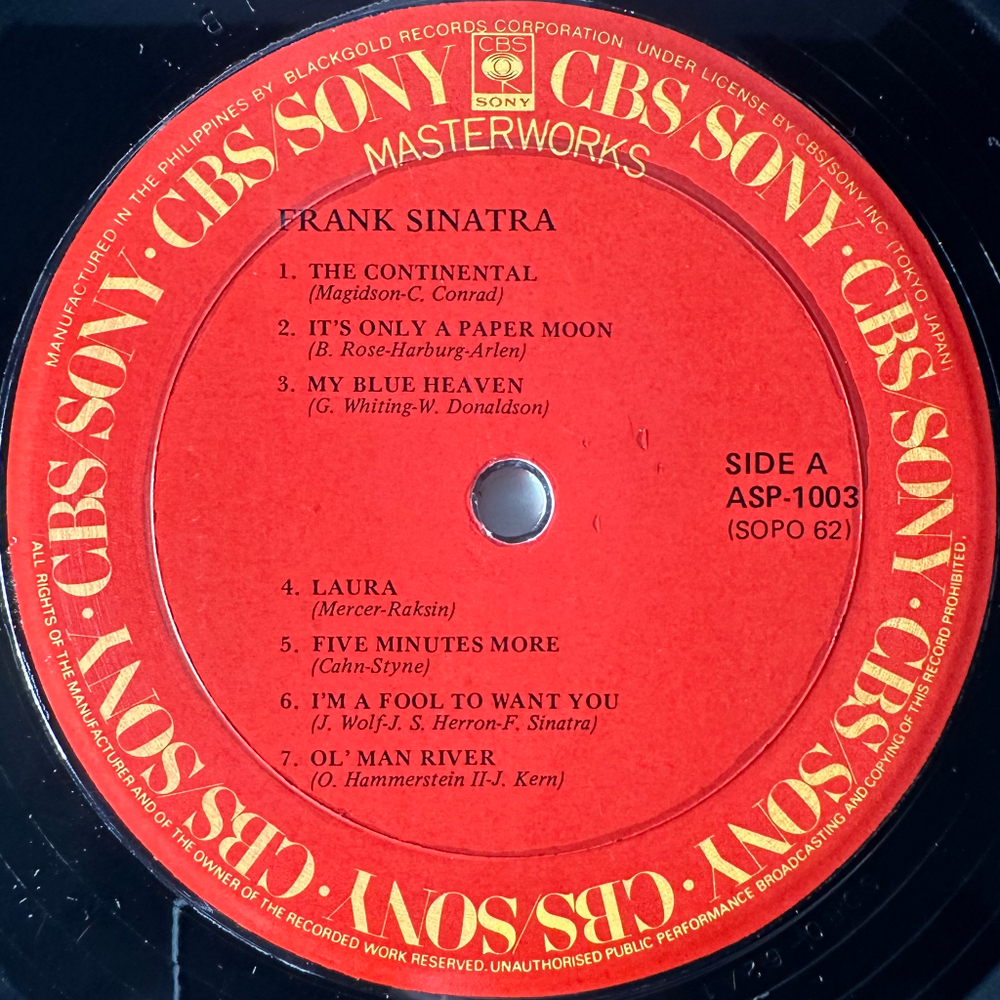 MANUFACTURED IN THE PHILIPPINES BY BLACKGOLD RECORDS CORPORATION UNDER LICENSE BY CBS/SONY INC (TOKYO, JAPAN)
CBS
SONY
CBS/SONY · CBS/SONY · CBS/SONY · CBS/SONY · CBS/SONY · CBS/SONY · CBS/SONY · CBS/SONY
MASTERWORKS
FRANK SINATRA
1. THE CONTINENTAL
(Magidson-C. Conrad)
2. IT'S ONLY A PAPER MOON
(B. Rose-Harburg-Arlen)
3. MY BLUE HEAVEN
(G. Whiting-W. Donaldson)
SIDE A
ASP-1003
(SOPO 62)
4. LAURA
(Mercer-Raksin)
5. FIVE MINUTES MORE
(Cahn-Styne)
6. I'M A FOOL TO WANT YOU
(J. Wolf-J. S. Herron-F. Sinatra)
7. OL' MAN RIVER
(O. Hammerstein II-J. Kern)
ALL RIGHTS OF THE MANUFACTURER AND OF THE OWNER OF THE RECORDED WORK RESERVED. UNAUTHORISED PUBLIC PERFORMANCE BROADCASTING AND COPYING OF THIS RECORD PROHIBITED.